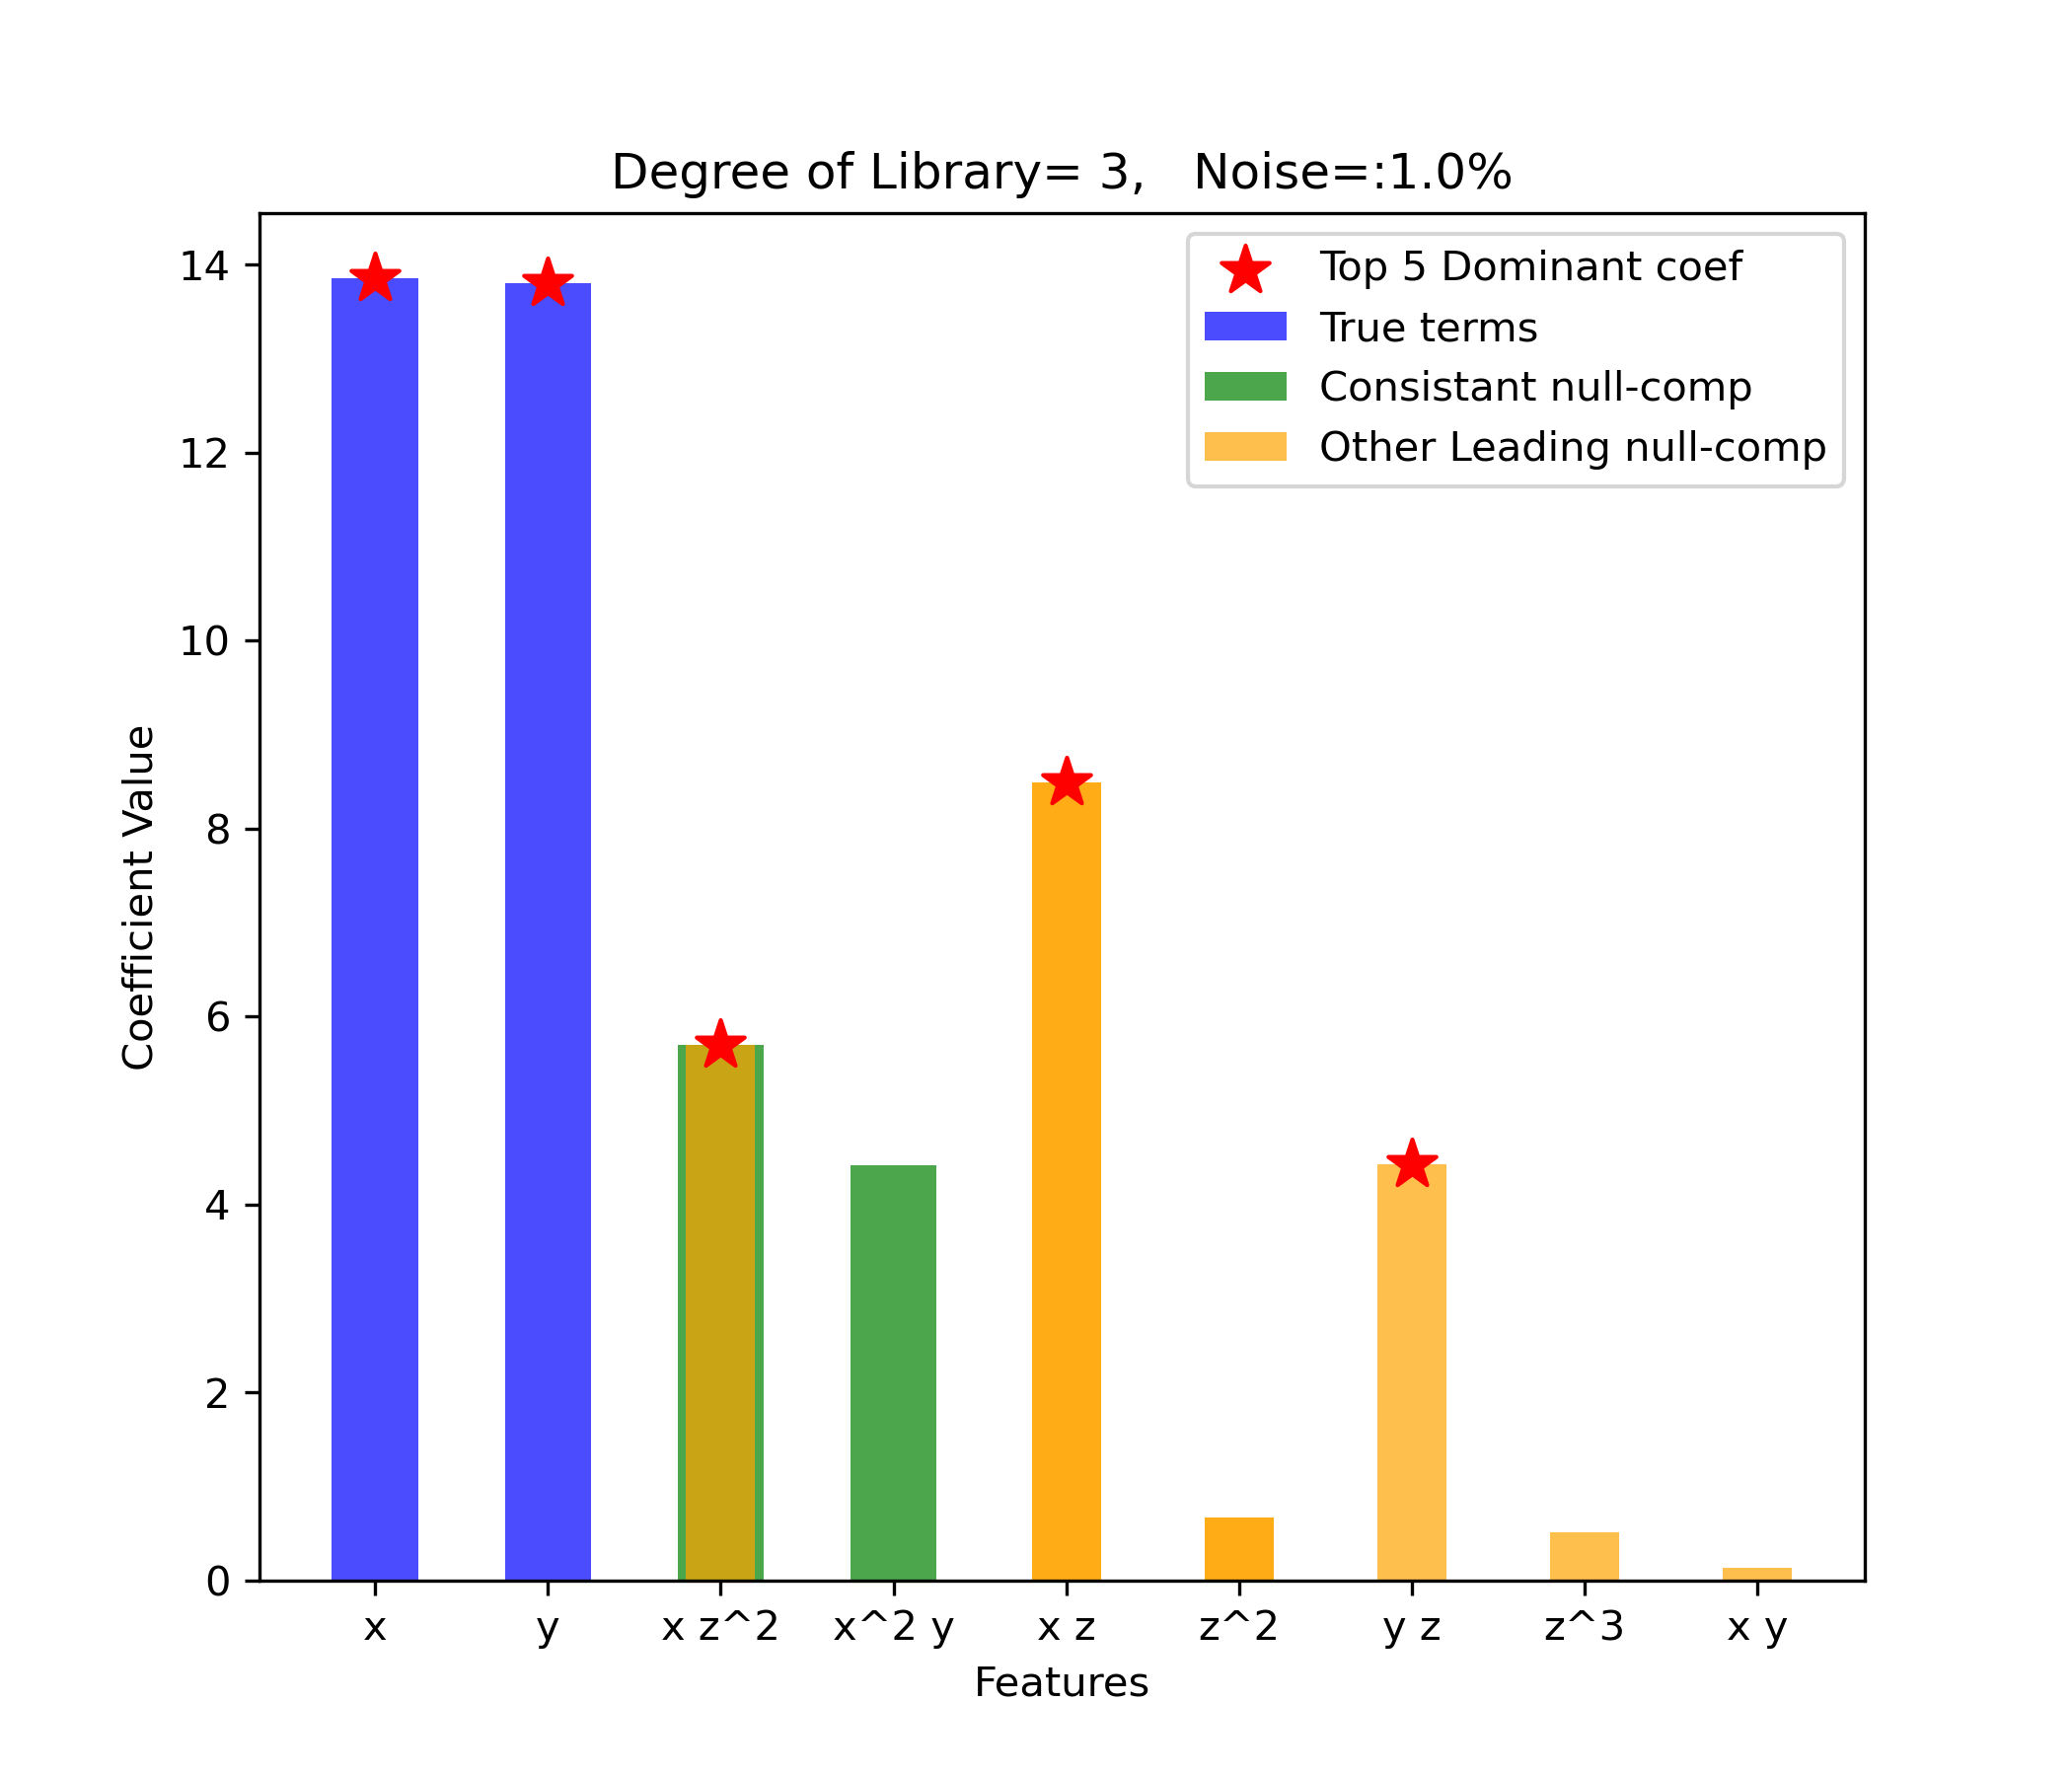 Degree of Library= 3,   Noise=:1.0%
Top 5 Dominant coef
True terms
Consistant null-comp
Other Leading null-comp
Coefficient Value
14
12
10
8
6
4
2
0
x y x z^2 x^2 y x z z^2 y z z^3 x y
Features